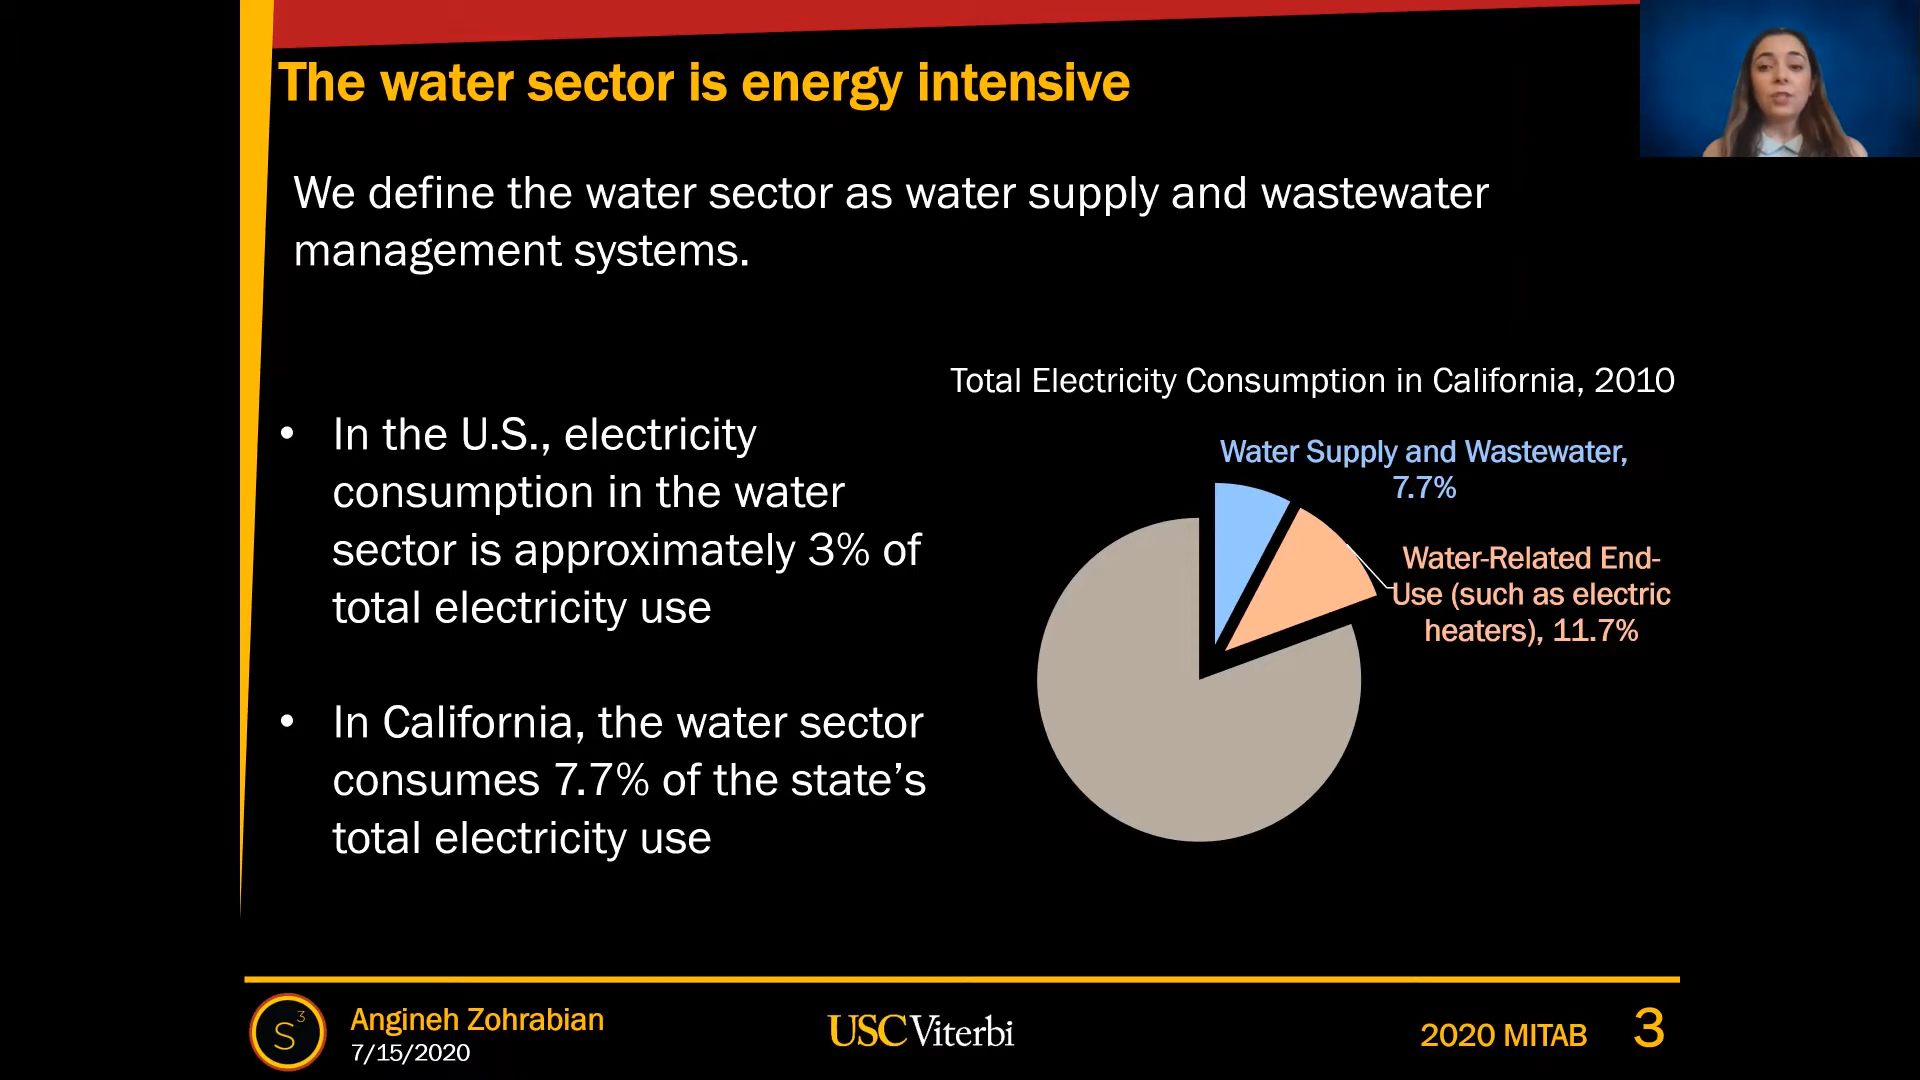 The water sector is energy intensive
We define the water sector as water supply and wastewater
management systems.
• In the U.S., electricity
consumption in the water
sector is approximately 3% of
total electricity use
• In California, the water sector
consumes 7.7% of the state’s
total electricity use
Total Electricity Consumption in California, 2010
Water Supply and Wastewater,
7.7%
Water-Related End-
Use (such as electric
heaters), 11.7%
S3
Angineh Zohrabian
7/15/2020
USC Viterbi
2020 MITAB
3